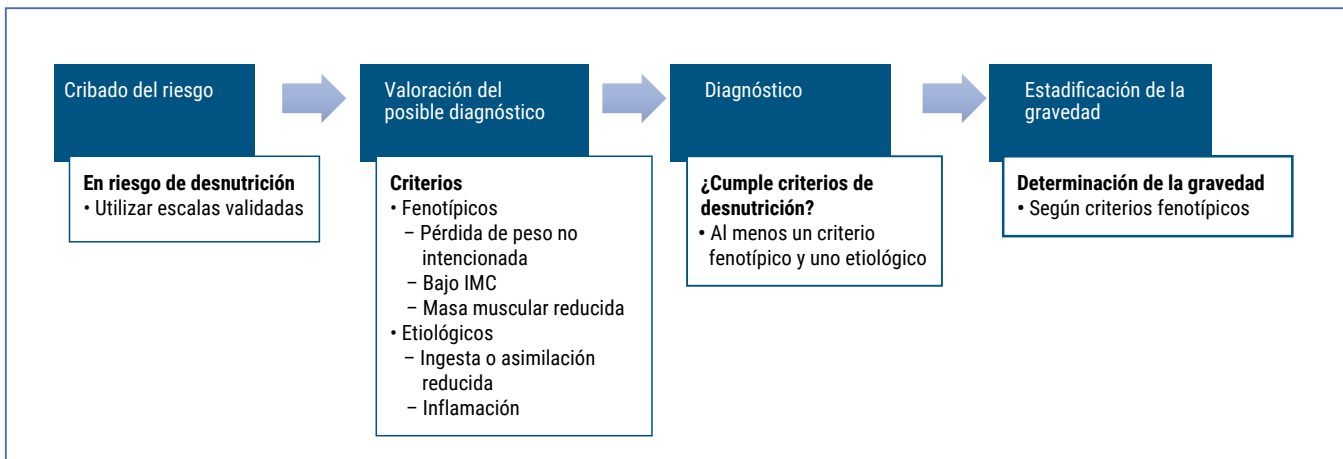 Cribado del riesgo
En riesgo de desnutrición
• Utilizar escalas validadas
Valoración del
posible diagnóstico
Criterios
• Fenotípicos
– Pérdida de peso no
intencionada
– Bajo IMC
– Masa muscular reducida
• Etiológicos
– Ingesta o asimilación
reducida
– Inflamación
Diagnóstico
¿Cumple criterios de
desnutrición?
• Al menos un criterio
fenotípico y uno etiológico
Estadificación de la
gravedad
Determinación de la gravedad
• Según criterios fenotípicos